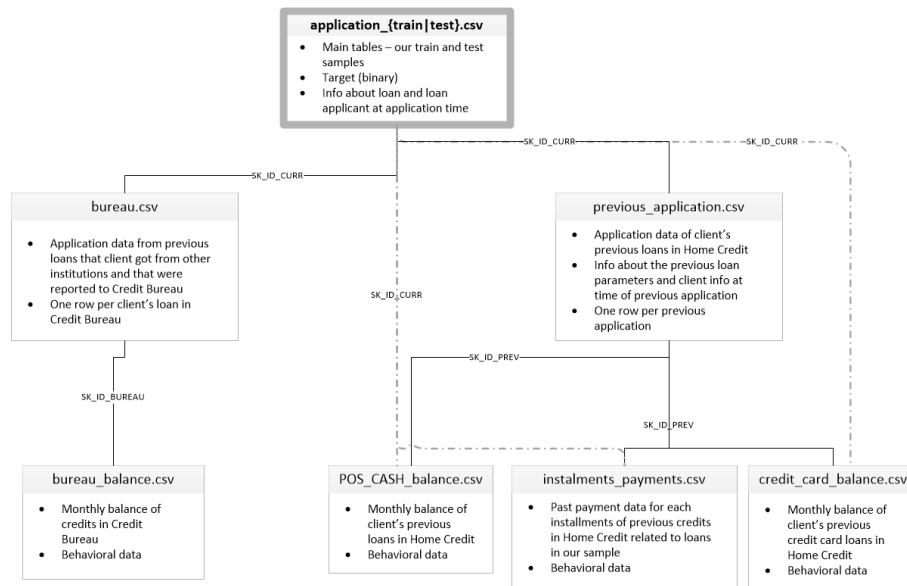 application_{train|test}.csv
• Main tables – our train and test
samples
• Target (binary)
• Info about loan and loan
applicant at application time
SK_ID_CURR
SK_ID_CURR
SK_ID_CURR
bureau.csv
• Application data from previous
loans that client got from other
institutions and that were
reported to Credit Bureau
• One row per client's loan in
Credit Bureau
previous_application.csv
• Application data of client's
previous loans in Home Credit
• Info about the previous loan
parameters and client info at
time of previous application
• One row per previous
application
SK_ID_CURR
SK_ID_PREV
SK_ID_BUREAU
SK_ID_PREV
bureau_balance.csv
• Monthly balance of
credits in Credit
Bureau
• Behavioral data
POS_CASH_balance.csv
• Monthly balance of
client's previous
loans in Home Credit
• Behavioral data
instalments_payments.csv
• Past payment data for each
installments of previous credits
in Home Credit related to loans
in our sample
• Behavioral data
credit_card_balance.csv
• Monthly balance of
client's previous
credit card loans in
Home Credit
• Behavioral data